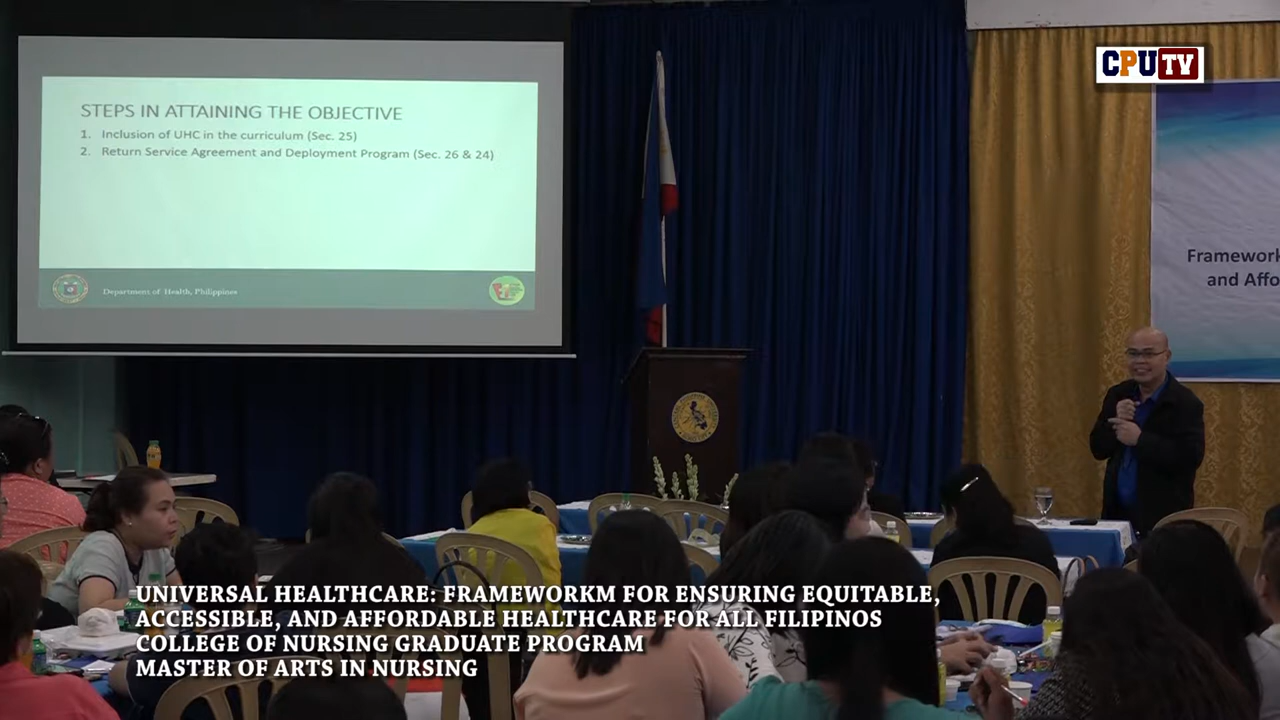 STEPS IN ATTAINING THE OBJECTIVE
1. Inclusion of UHC in the curriculum (Sec. 25)
2. Return Service Agreement and Deployment Program (Sec. 26 & 24)
Department of Health, Philippines
CPUTV
Framework
and Affo
UNIVERSAL HEALTHCARE: FRAMEWORKM FOR ENSURING EQUITABLE,
ACCESSIBLE, AND AFFORDABLE HEALTHCARE FOR ALL FILIPINOS
COLLEGE OF NURSING GRADUATE PROGRAM
MASTER OF ARTS IN NURSING